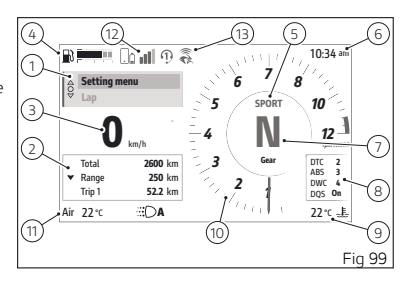 4
12
13
5
6
10:34 am
1
Setting menu
Lap
3
0 km/h
2
Total 2600 km
Range 250 km
Trip 1 52.2 km
11
Air 22 °C
A
1
2
3
4
5
6
7
8
10
12
SPORT
N
Gear
7
DTC 2
ABS 3
DWC 4
DQS On
8
22 °C
9
10
Fig 99